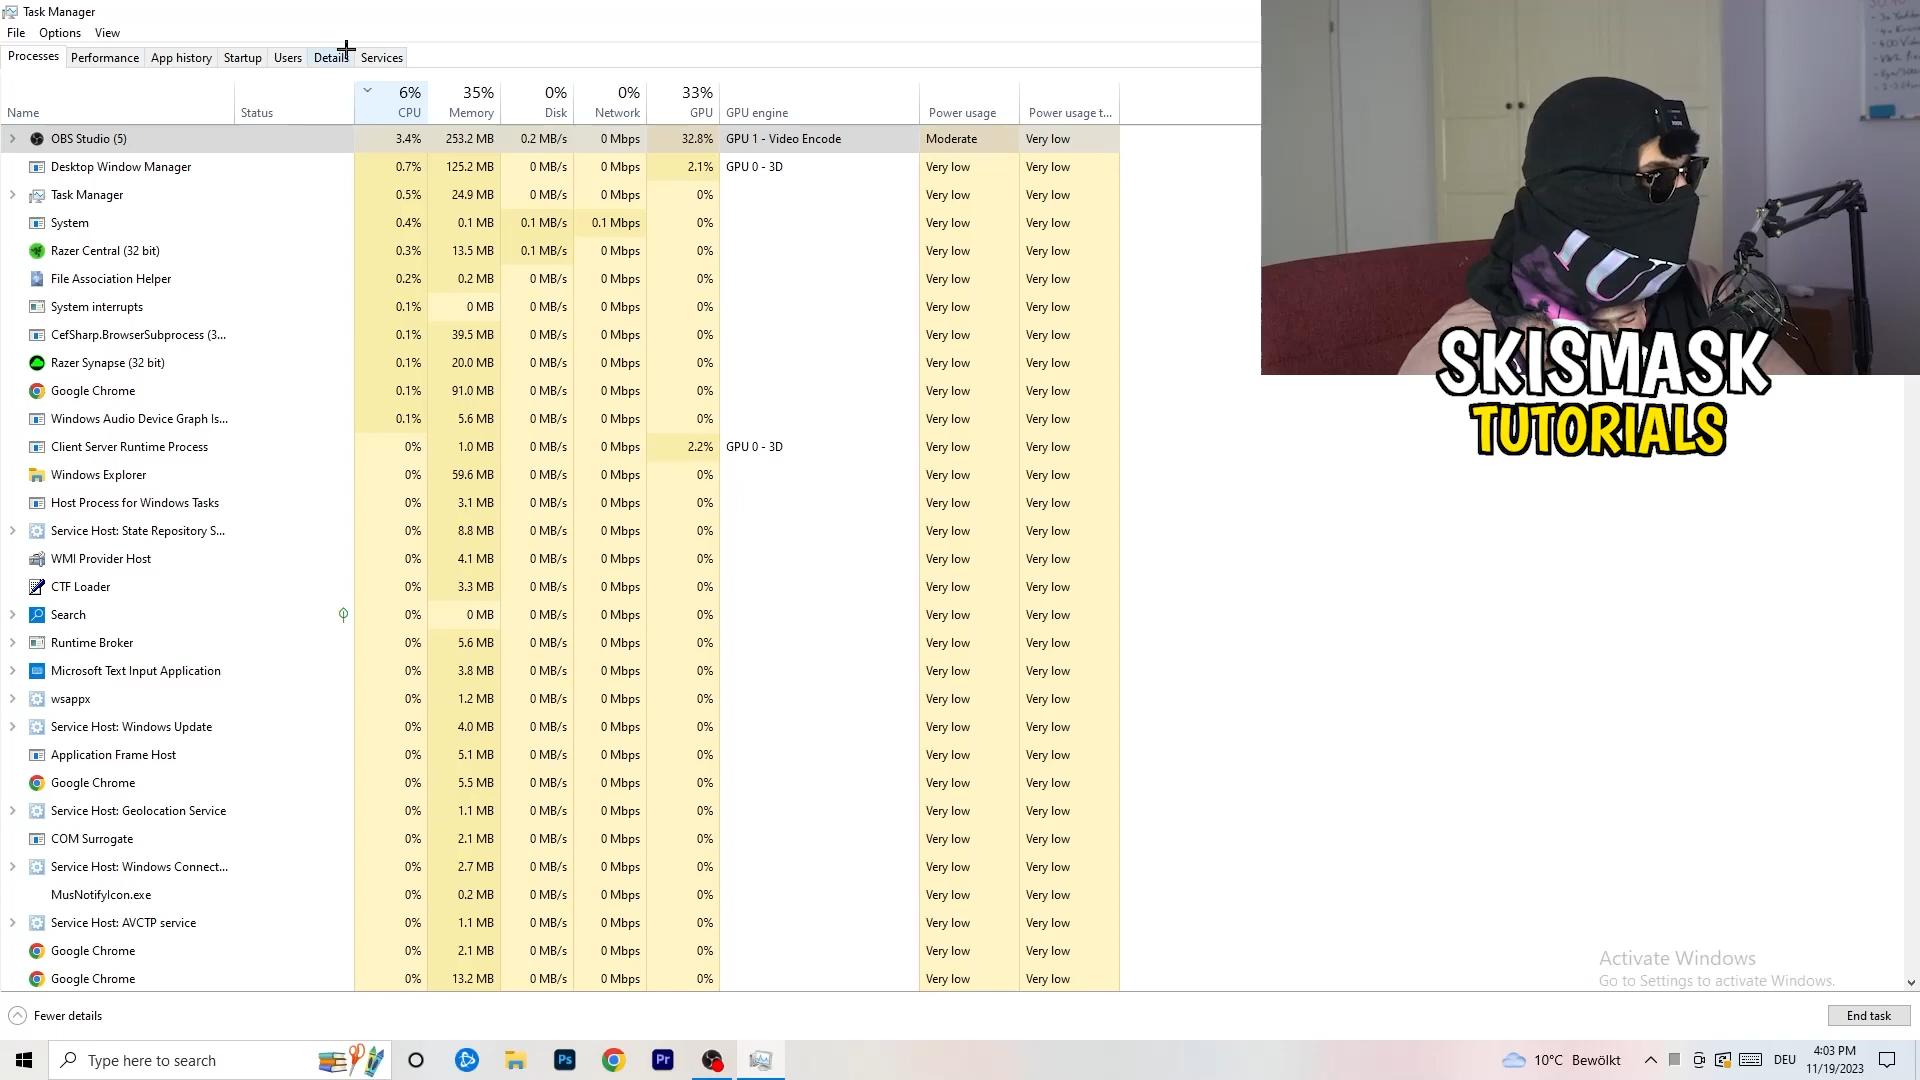 Task Manager
File Options View
Processes Performance App history Startup Users Details Services
6% 35% 0% 0% 33%
Name Status CPU Memory Disk Network GPU GPU engine Power usage Power usage t...
OBS Studio (5) 3.4% 253.2 MB 0.2 MB/s 0 Mbps 32.8% GPU 1 - Video Encode Moderate Very low
Desktop Window Manager 0.7% 125.2 MB 0 MB/s 0 Mbps 2.1% GPU 0 - 3D Very low Very low
Task Manager 0.5% 24.9 MB 0 MB/s 0 Mbps 0% Very low Very low
System 0.4% 0.1 MB 0.1 MB/s 0.1 Mbps 0% Very low Very low
Razer Central (32 bit) 0.3% 13.5 MB 0.1 MB/s 0 Mbps 0% Very low Very low
File Association Helper 0.2% 0.2 MB 0 MB/s 0 Mbps 0% Very low Very low
System interrupts 0.1% 0 MB 0 MB/s 0 Mbps 0% Very low Very low
CefSharp.BrowserSubprocess (3... 0.1% 39.5 MB 0 MB/s 0 Mbps 0% Very low Very low
Razer Synapse (32 bit) 0.1% 20.0 MB 0 MB/s 0 Mbps 0% Very low Very low
Google Chrome 0.1% 91.0 MB 0 MB/s 0 Mbps 0% Very low Very low
Windows Audio Device Graph Is... 0.1% 5.6 MB 0 MB/s 0 Mbps 0% Very low Very low
Client Server Runtime Process 0% 1.0 MB 0 MB/s 0 Mbps 2.2% GPU 0 - 3D Very low Very low
Windows Explorer 0% 59.6 MB 0 MB/s 0 Mbps 0% Very low Very low
Host Process for Windows Tasks 0% 3.1 MB 0 MB/s 0 Mbps 0% Very low Very low
Service Host: State Repository S... 0% 8.8 MB 0 MB/s 0 Mbps 0% Very low Very low
WMI Provider Host 0% 4.1 MB 0 MB/s 0 Mbps 0% Very low Very low
CTF Loader 0% 3.3 MB 0 MB/s 0 Mbps 0% Very low Very low
Search 0% 0 MB 0 MB/s 0 Mbps 0% Very low Very low
Runtime Broker 0% 5.6 MB 0 MB/s 0 Mbps 0% Very low Very low
Microsoft Text Input Application 0% 3.8 MB 0 MB/s 0 Mbps 0% Very low Very low
wsappx 0% 1.2 MB 0 MB/s 0 Mbps 0% Very low Very low
Service Host: Windows Update 0% 4.0 MB 0 MB/s 0 Mbps 0% Very low Very low
Application Frame Host 0% 5.1 MB 0 MB/s 0 Mbps 0% Very low Very low
Google Chrome 0% 5.5 MB 0 MB/s 0 Mbps 0% Very low Very low
Service Host: Geolocation Service 0% 1.1 MB 0 MB/s 0 Mbps 0% Very low Very low
COM Surrogate 0% 2.1 MB 0 MB/s 0 Mbps 0% Very low Very low
Service Host: Windows Connect... 0% 2.7 MB 0 MB/s 0 Mbps 0% Very low Very low
MusNotifyIcon.exe 0% 0.2 MB 0 MB/s 0 Mbps 0% Very low Very low
Service Host: AVCTP service 0% 1.1 MB 0 MB/s 0 Mbps 0% Very low Very low
Google Chrome 0% 2.1 MB 0 MB/s 0 Mbps 0% Very low Very low
Google Chrome 0% 13.2 MB 0 MB/s 0 Mbps 0% Very low Very low
SKISMASK
TUTORIALS
Activate Windows
Go to Settings to activate Windows.
Fewer details End task
Type here to search Ps Pr 10°C Bewölkt DEU 4:03 PM
11/19/2023